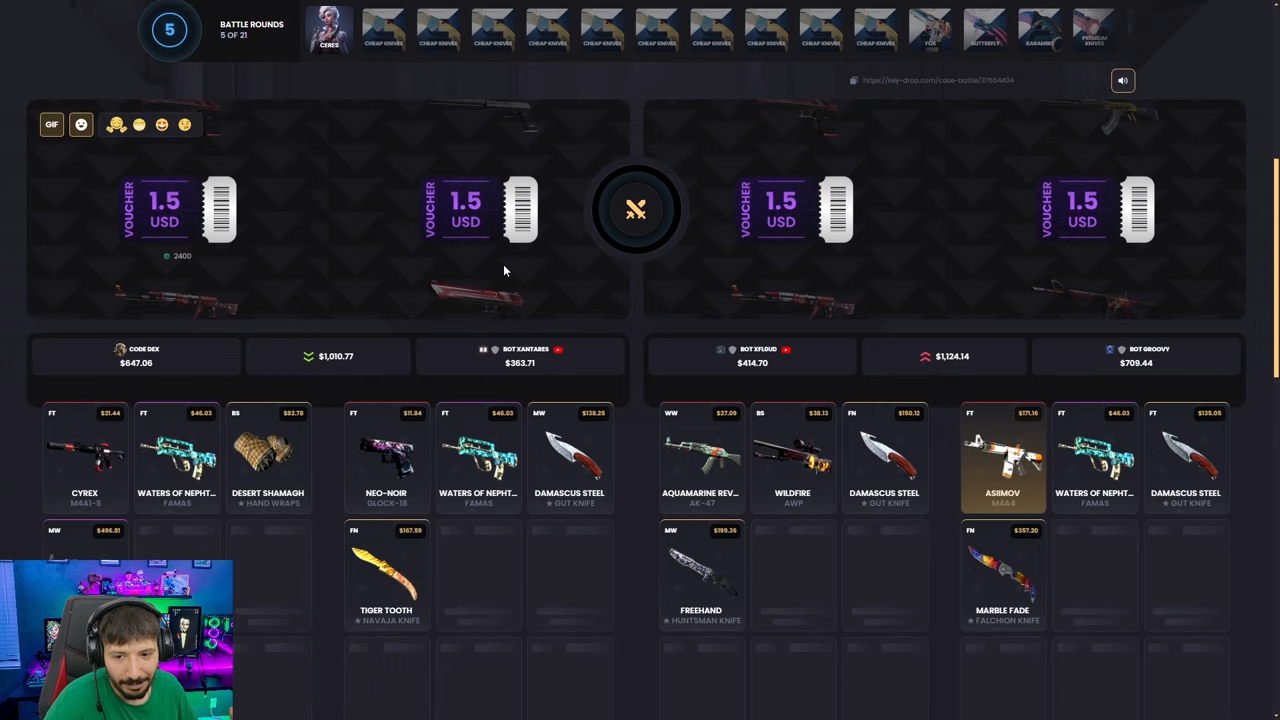 5
BATTLE ROUNDS
5 OF 21
CERES
CHEAP KNIVES
CHEAP KNIVES
CHEAP KNIVES
CHEAP KNIVES
CHEAP KNIVES
CHEAP KNIVES
CHEAP KNIVES
CHEAP KNIVES
CHEAP KNIVES
CHEAP KNIVES
FOX
BUTTERFLY
KARAMBIT
PREMIUM KNIVES
https://key-drop.com/case-battle/37554404
GIF
VOUCHER 1.5 USD
VOUCHER 1.5 USD
VOUCHER 1.5 USD
VOUCHER 1.5 USD
2400
CODE DEX
$647.06
$1,010.77
BOT XANTARES
$363.71
BOT XFL0UD
$414.70
$1,124.14
BOT GROOVY
$709.44
FT $21.44
CYREX
M4A1-S
FT $46.03
WATERS OF NEPHT...
FAMAS
BS $82.78
DESERT SHAMAGH
★ HAND WRAPS
FT $11.84
NEO-NOIR
GLOCK-18
FT $46.03
WATERS OF NEPHT...
FAMAS
MW $138.25
DAMASCUS STEEL
★ GUT KNIFE
WW $27.09
AQUAMARINE REV...
AK-47
BS $38.13
WILDFIRE
AWP
FN $150.12
DAMASCUS STEEL
★ GUT KNIFE
FT $171.16
ASIIMOV
M4A4
FT $46.03
WATERS OF NEPHT...
FAMAS
FT $135.05
DAMASCUS STEEL
★ GUT KNIFE
MW $496.81
FN $167.59
TIGER TOOTH
★ NAVAJA KNIFE
MW $199.36
FREEHAND
★ HUNTSMAN KNIFE
FN $357.20
MARBLE FADE
★ FALCHION KNIFE